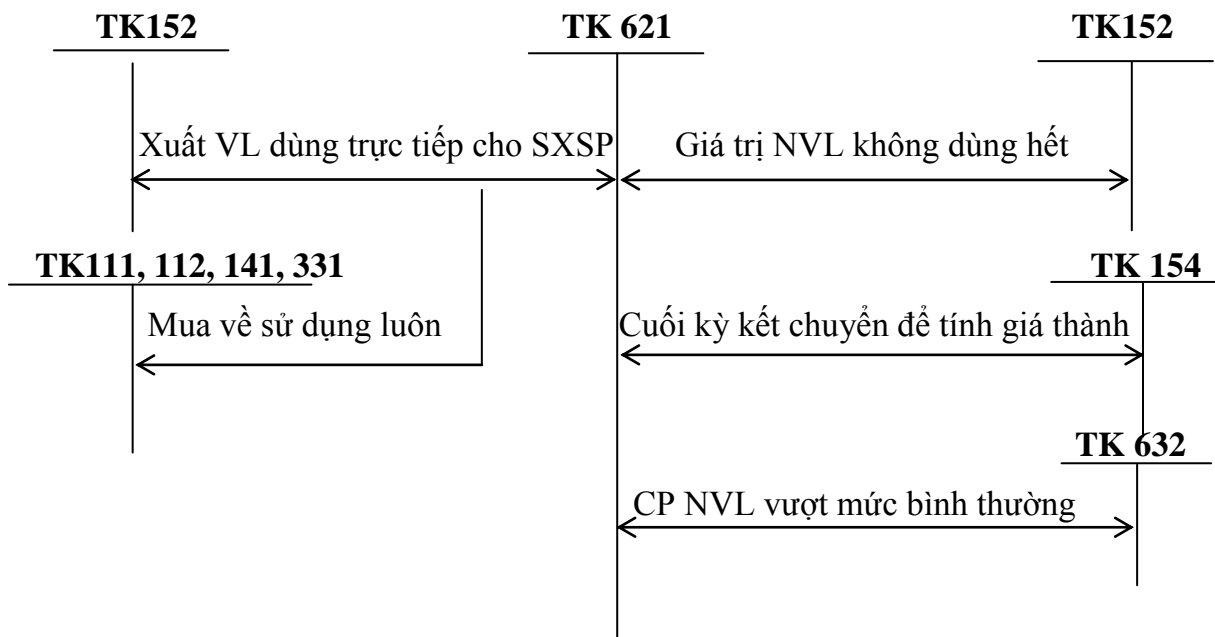 TK152
TK 621
TK152
Xuất VL dùng trực tiếp cho SXSP
Giá trị NVL không dùng hết
TK111, 112, 141, 331
TK 154
Mua về sử dụng luôn
Cuối kỳ kết chuyển để tính giá thành
TK 632
CP NVL vượt mức bình thường